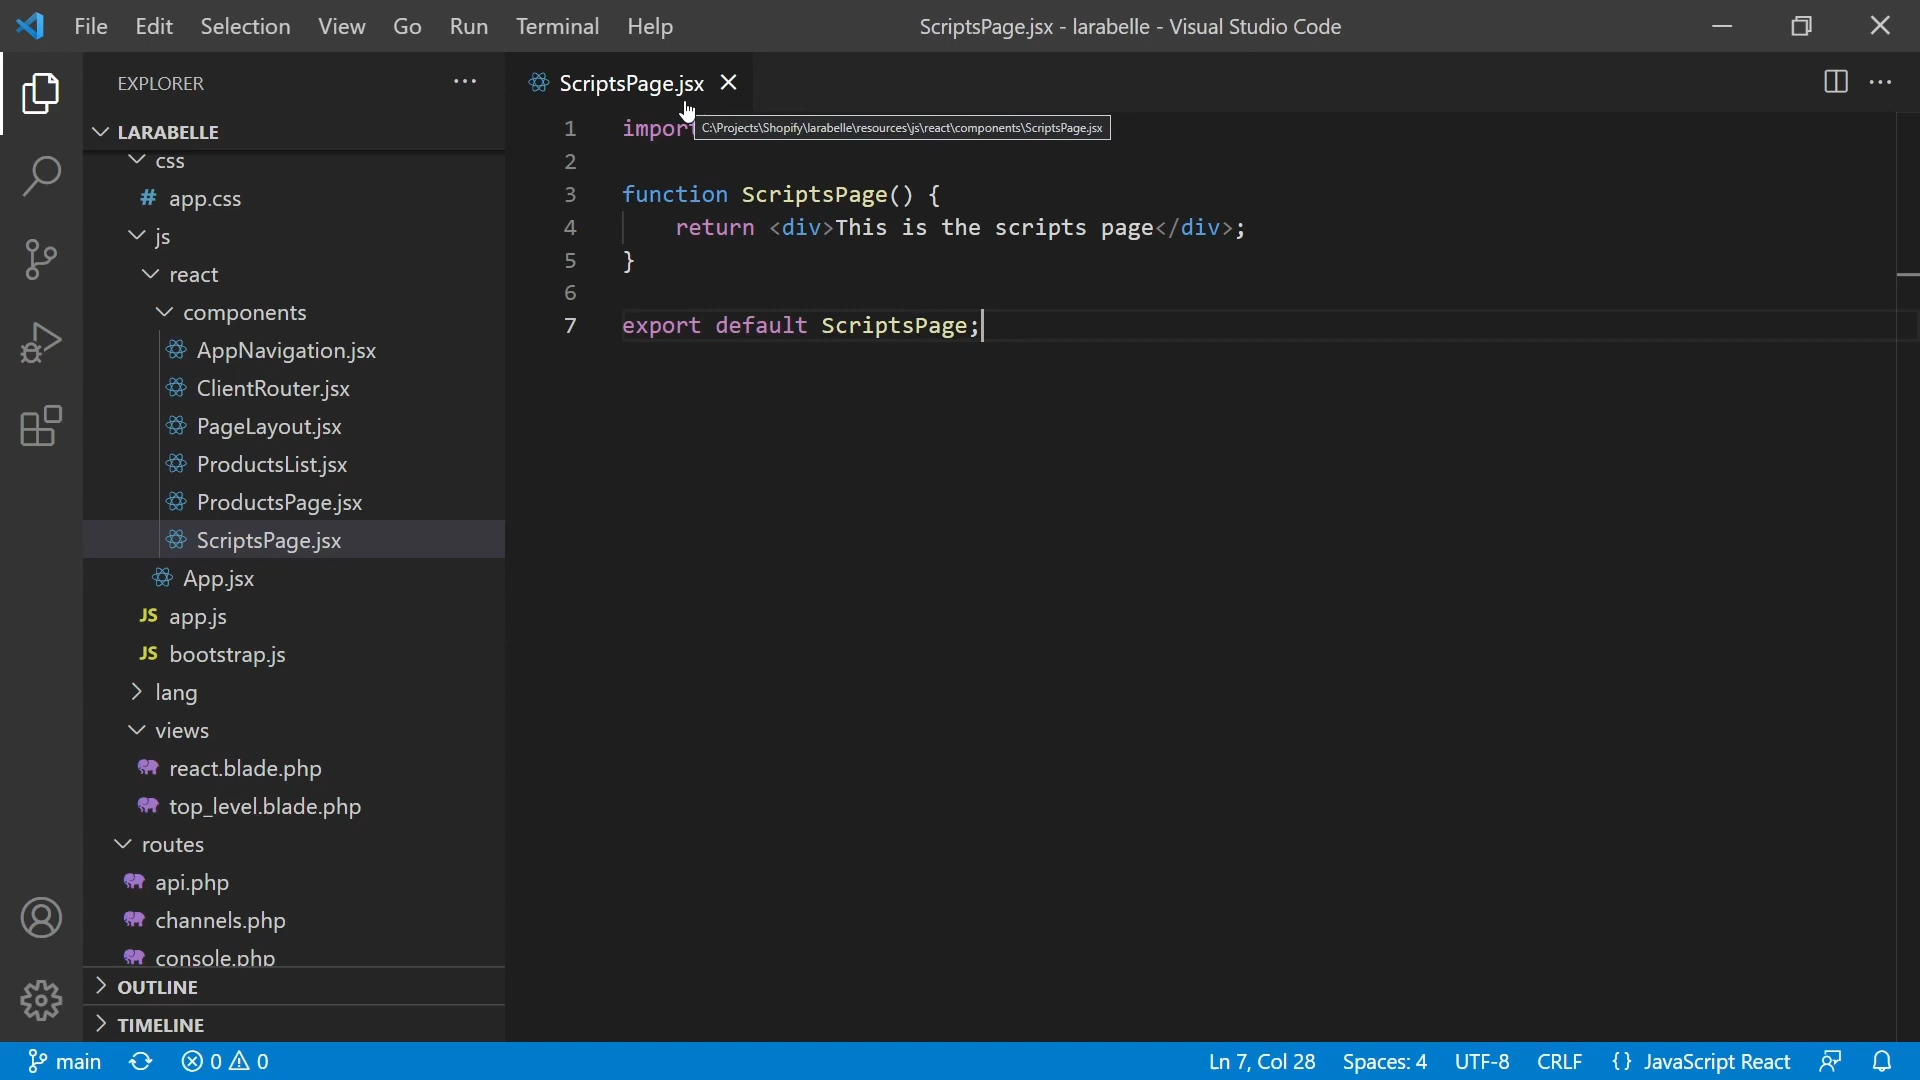 File Edit Selection View Go Run Terminal Help
ScriptsPage.jsx - larabelle - Visual Studio Code
EXPLORER
LARABELLE
css
# app.css
js
react
components
AppNavigation.jsx
ClientRouter.jsx
PageLayout.jsx
ProductsList.jsx
ProductsPage.jsx
ScriptsPage.jsx
App.jsx
JS app.js
JS bootstrap.js
lang
views
react.blade.php
top_level.blade.php
routes
api.php
channels.php
console.php
OUTLINE
TIMELINE
ScriptsPage.jsx
1 import
C:\Projects\Shopify\larabelle\resources\js\react\components\ScriptsPage.jsx
2
3 function ScriptsPage() {
4 return <div>This is the scripts page</div>;
5 }
6
7 export default ScriptsPage;
main 0 0 Ln 7, Col 28 Spaces: 4 UTF-8 CRLF {} JavaScript React